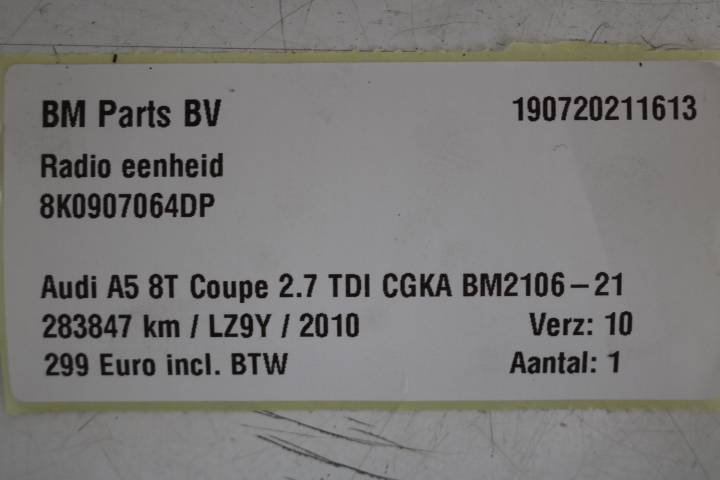 BM Parts BV 190720211613
Radio eenheid
8K0907064DP
Audi A5 8T Coupe 2.7 TDI CGKA BM2106-21
283847 km / LZ9Y / 2010 Verz: 10
299 Euro incl. BTW Aantal: 1